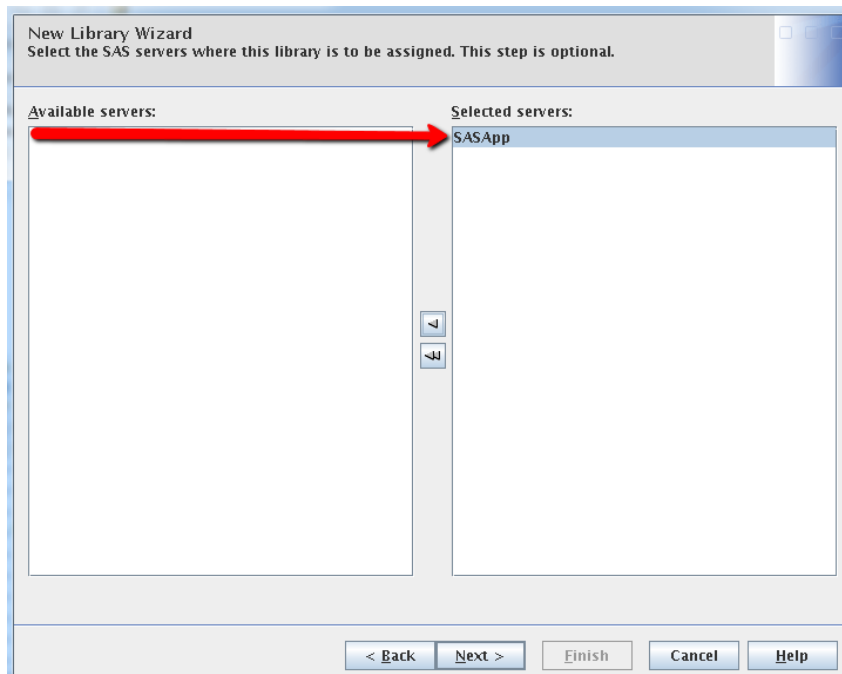 New Library Wizard
Select the SAS servers where this library is to be assigned. This step is optional.
Available servers:
Selected servers:
SASApp
< Back
Next >
Finish
Cancel
Help